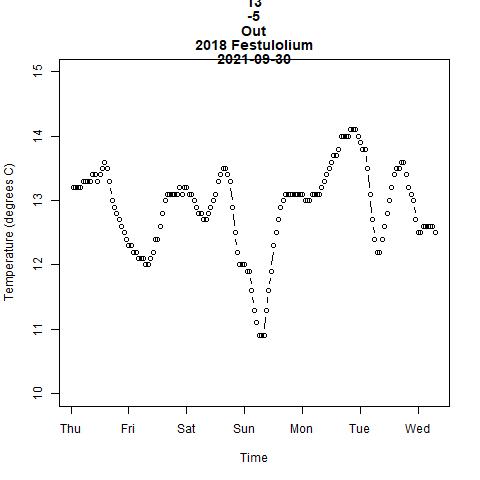 13
-5
Out
2018 Festulolium
2021-09-30
15
14
13
12
11
10
Temperature (degrees C)
Thu Fri Sat Sun Mon Tue Wed
Time